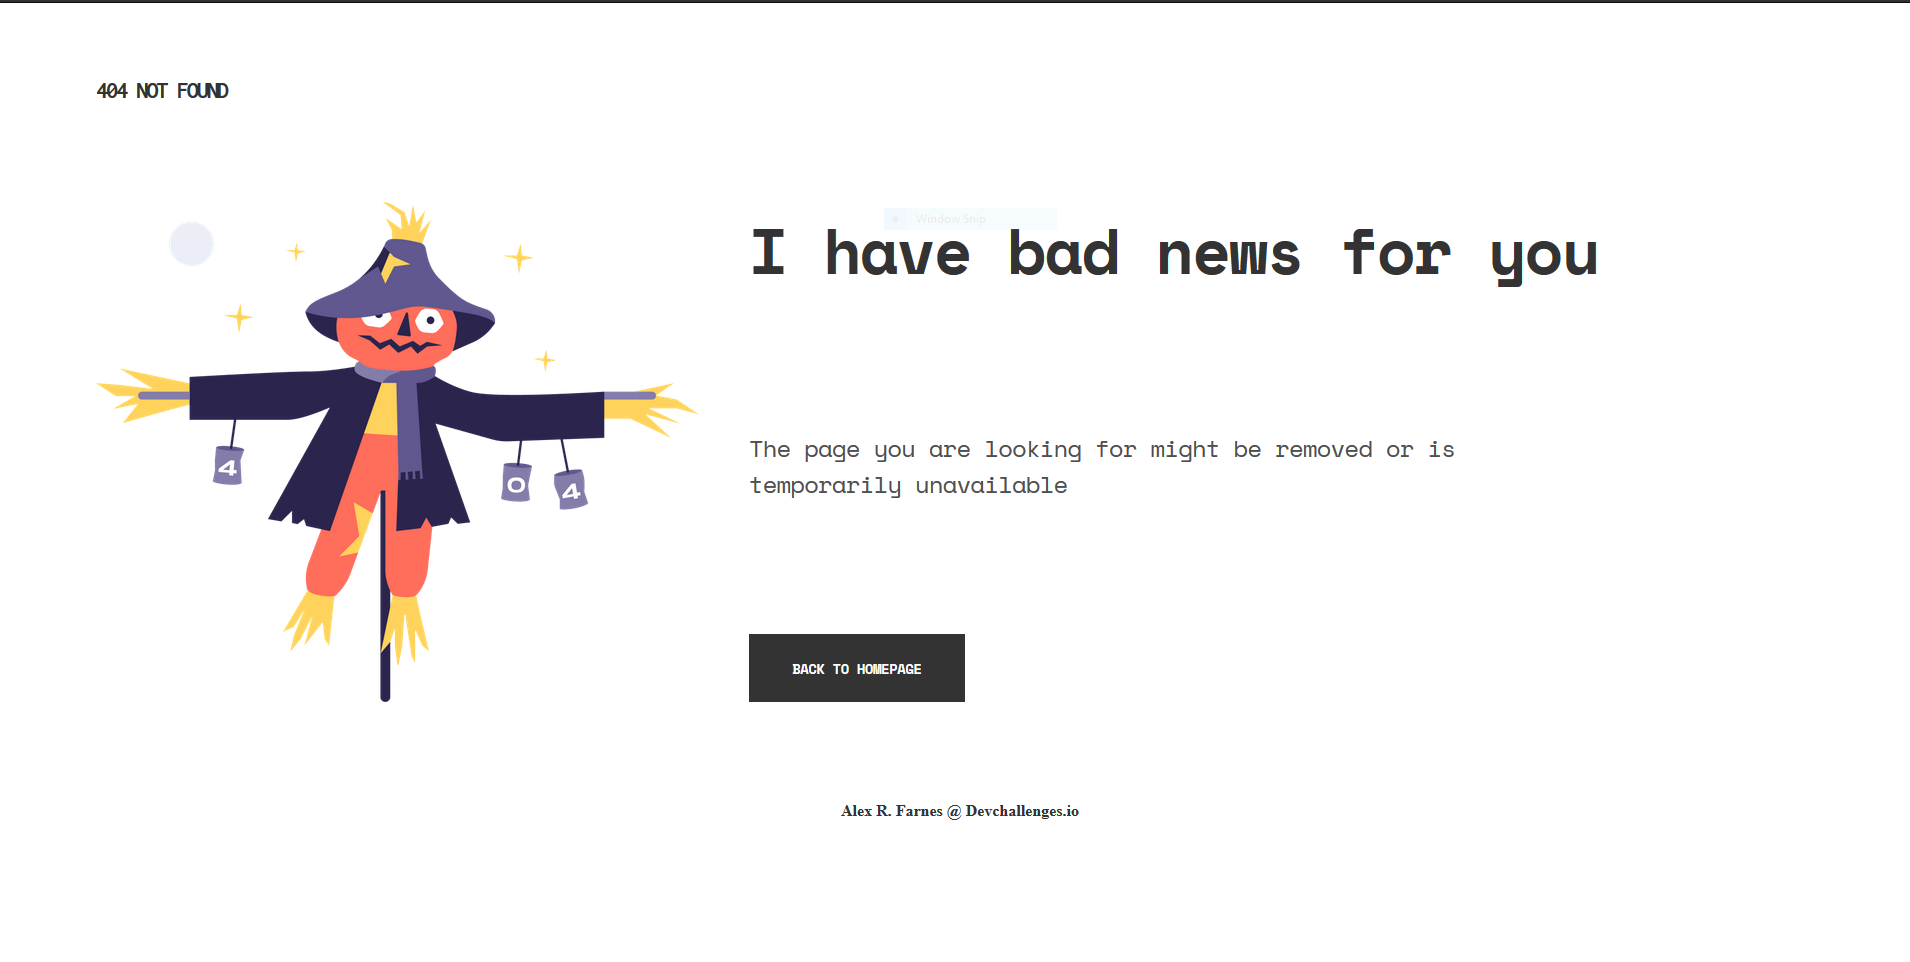 404 NOT FOUND
Window Snip
I have bad news for you
4
0
4
The page you are looking for might be removed or is
temporarily unavailable
BACK TO HOMEPAGE
Alex R. Farnes @ Devchallenges.io